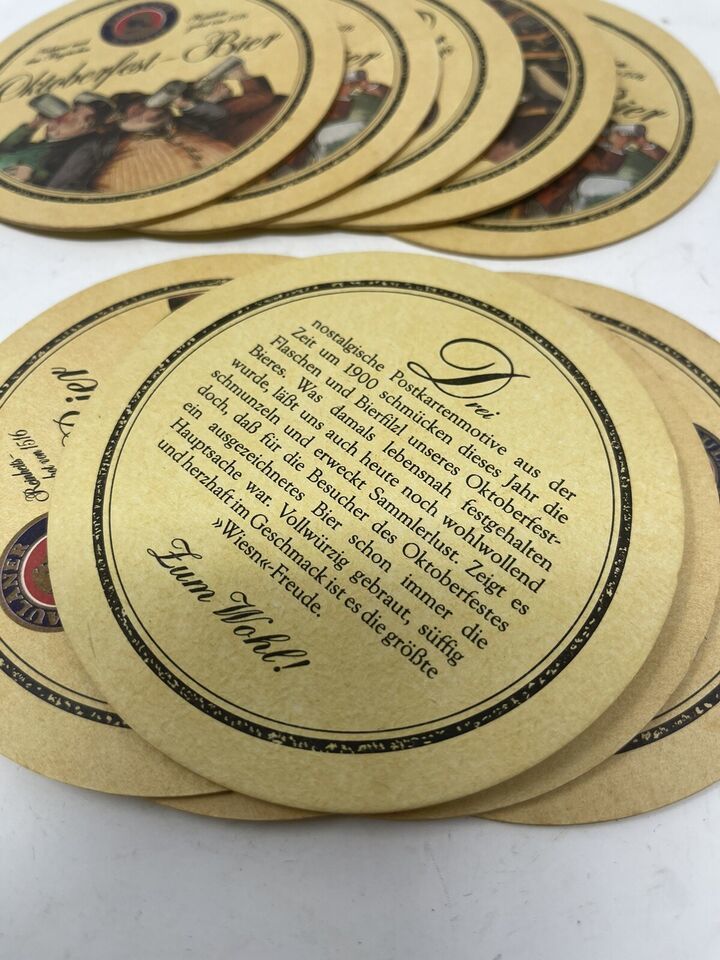 Oktoberfest-Bier
Bier
Drei
nostalgische Postkartenmotive aus der
Zeit um 1900 schmücken dieses Jahr die
Flaschen und Bierfilzl unseres Oktoberfest-
Bieres. Was damals lebensnah festgehalten
wurde, läßt uns auch heute noch wohlwollend
schmunzeln und erweckt Sammlerlust. Zeigt es
doch, daß für die Besucher des Oktoberfestes
ein ausgezeichnetes Bier schon immer die
Hauptsache war. Vollwürzig gebraut, süffig
und herzhaft im Geschmack ist es die größte
»Wiesn«-Freude.
Zum Wohl!